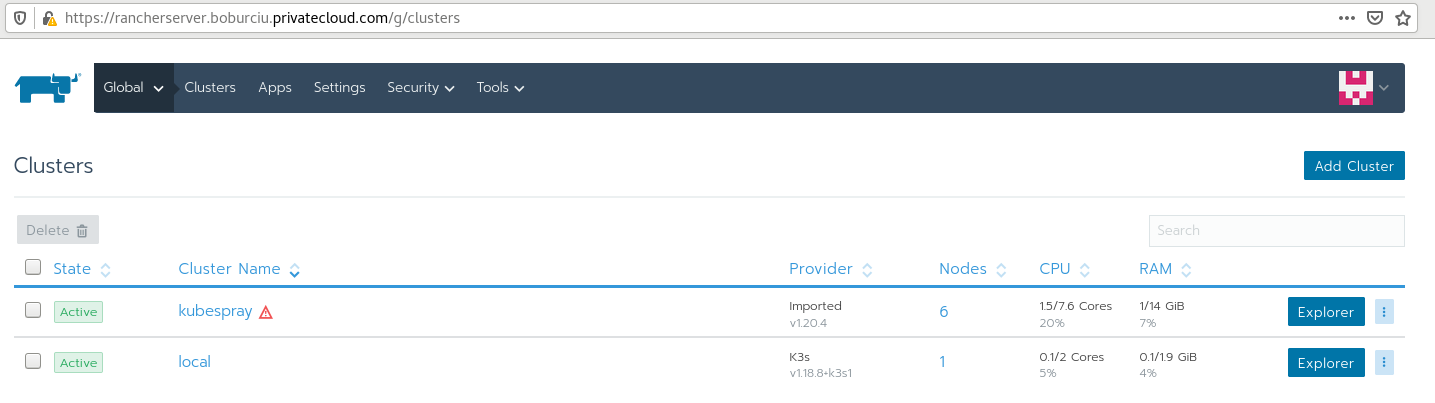 https://rancherserver.boburciu.privatecloud.com/g/clusters
Global Clusters Apps Settings Security Tools
Clusters
Add Cluster
Delete
Search
State Cluster Name Provider Nodes CPU RAM
Active kubespray Imported 6 1.5/7.6 Cores 1/14 GiB Explorer
v1.20.4 20% 7%
Active local K3s 1 0.1/2 Cores 0.1/1.9 GiB Explorer
v1.18.8+k3s1 5% 4%